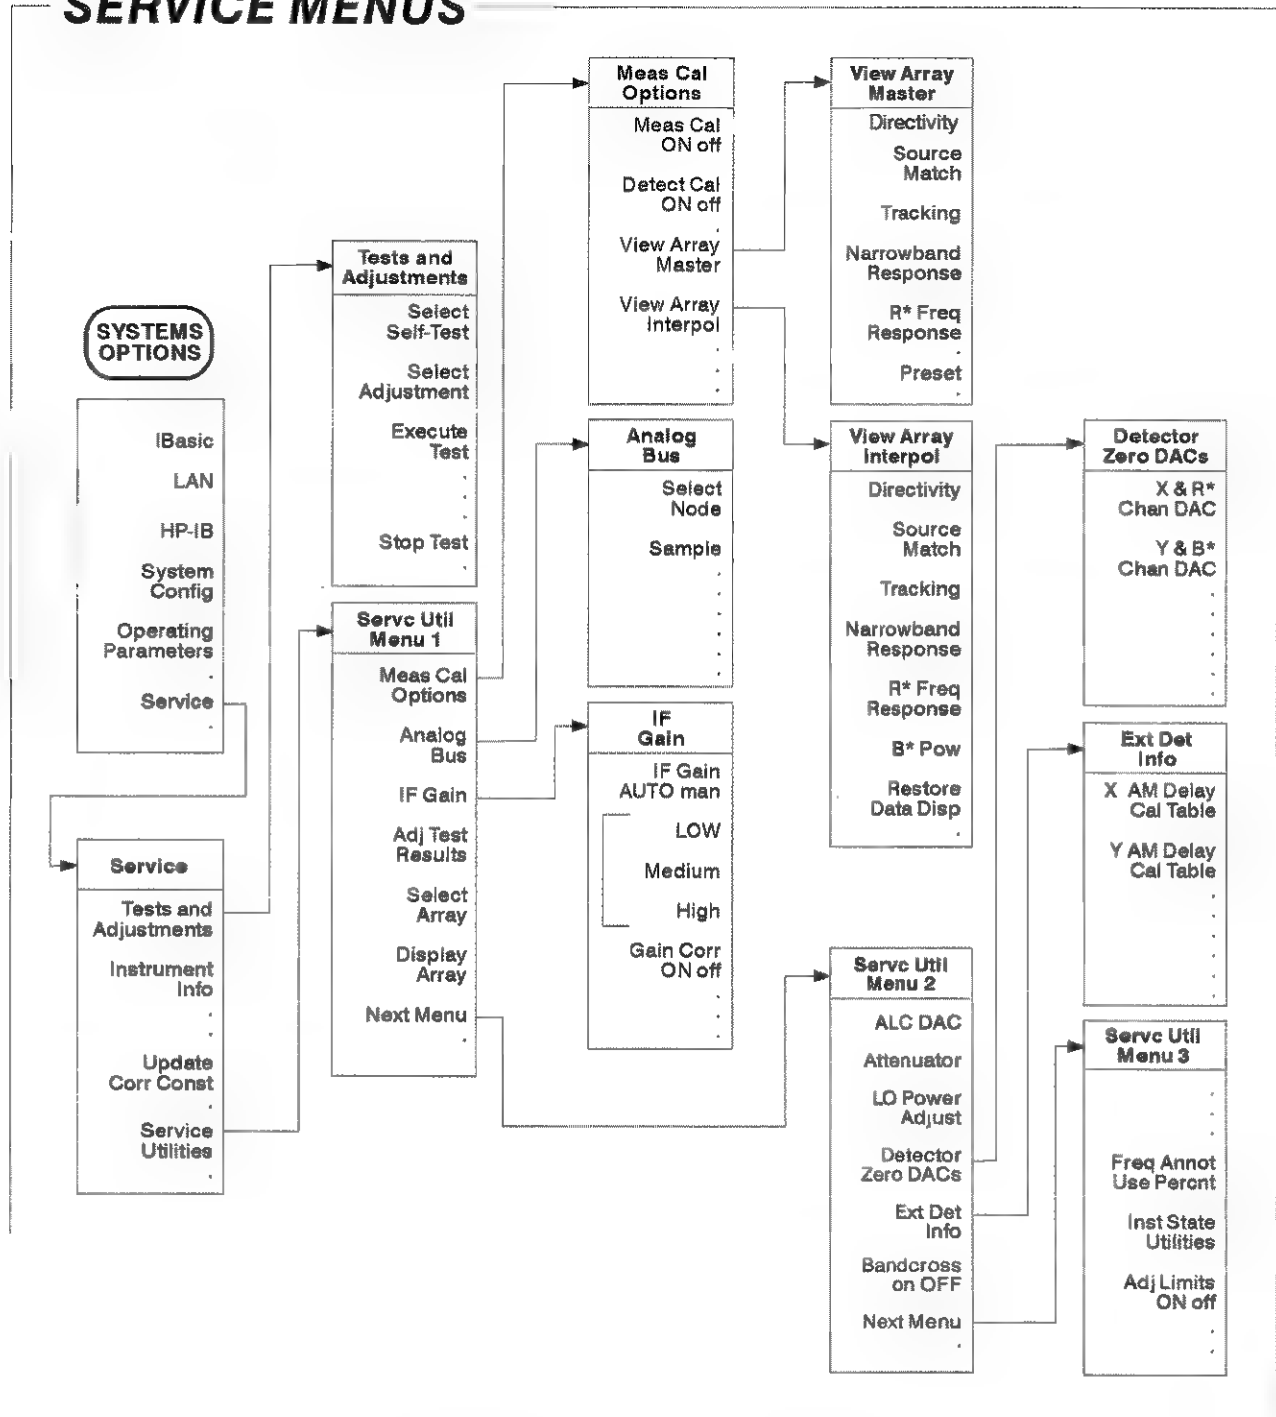 SERVICE MENUS
SYSTEMS
OPTIONS
IBasic
LAN
HP-IB
System
Config
Operating
Parameters
Service
Service
Tests and
Adjustments
Instrument
Info
Update
Corr Const
Service
Utilities
Tests and
Adjustments
Select
Self-Test
Select
Adjustment
Execute
Test
Stop Test
Servc Util
Menu 1
Meas Cal
Options
Analog
Bus
IF Gain
Adj Test
Results
Select
Array
Display
Array
Next Menu
Meas Cal
Options
Meas Cal
ON off
Detect Cal
ON off
View Array
Master
View Array
Interpol
Analog
Bus
Select
Node
Sample
IF
Gain
IF Gain
AUTO man
LOW
Medium
High
Gain Corr
ON off
View Array
Master
Directivity
Source
Match
Tracking
Narrowband
Response
R* Freq
Response
Preset
View Array
Interpol
Directivity
Source
Match
Tracking
Narrowband
Response
R* Freq
Response
B* Pow
Restore
Data Disp
Servc Util
Menu 2
ALC DAC
Attenuator
LO Power
Adjust
Detector
Zero DACs
Ext Det
Info
Bandcross
on OFF
Next Menu
Detector
Zero DACs
X & R*
Chan DAC
Y & B*
Chan DAC
Ext Det
Info
X AM Delay
Cal Table
Y AM Delay
Cal Table
Servc Util
Menu 3
Freq Annot
Use Percnt
Inst State
Utilities
Adj Limits
ON off